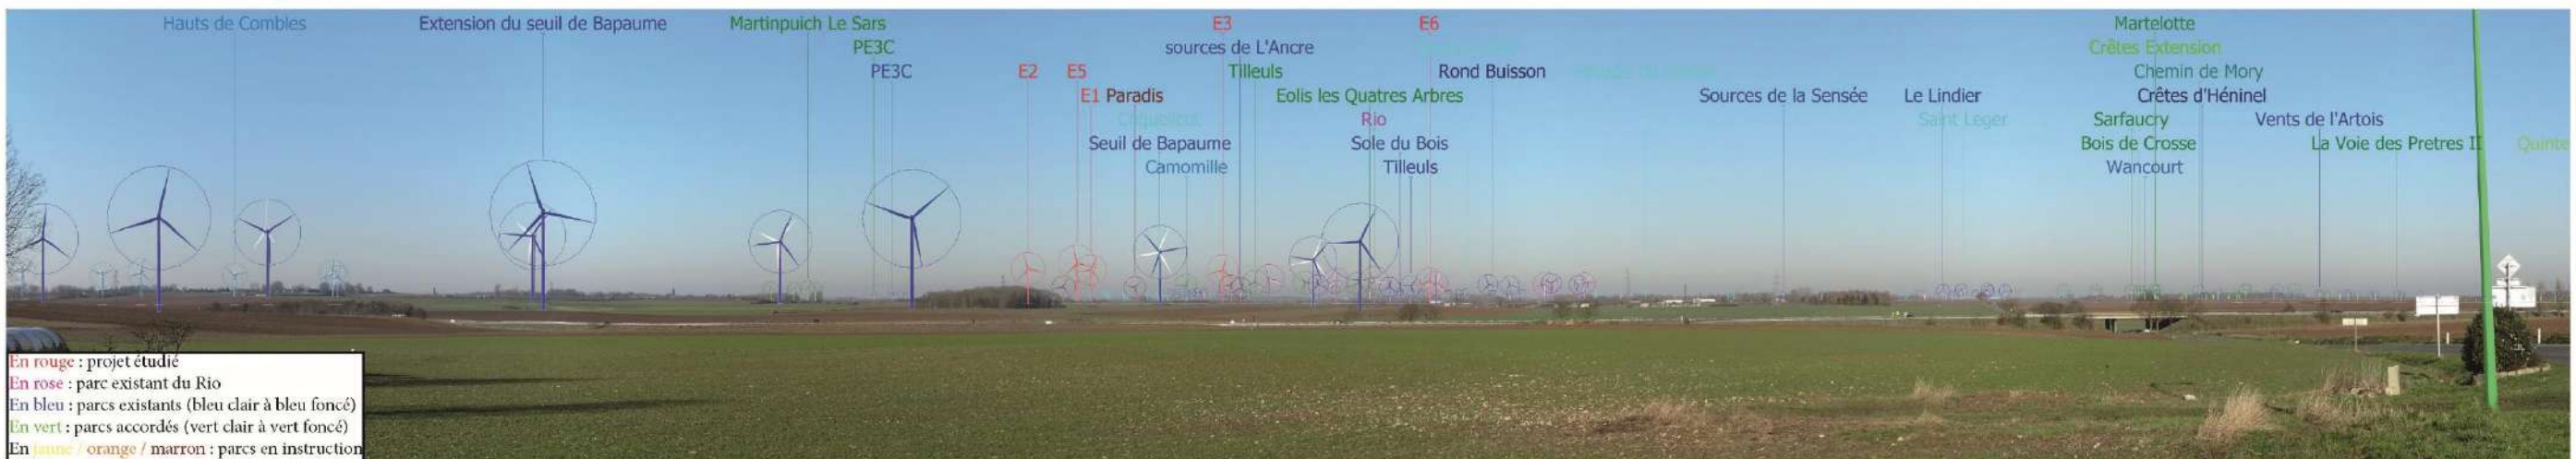 Hauts de Combles
Extension du seuil de Bapaume
Martinpuich Le Sars
E3
E6
Martelotte
PE3C
sources de L'Ancre
Crêtes Extension
PE3C
E2
E5
Tilleuls
Rond Buisson
Chemin de Mory
E1 Paradis
Eolis les Quatres Arbres
Sources de la Sensée
Le Lindier
Crêtes d'Héninel
Coquelicot
Rio
Saint Leger
Sarfaucry
Vents de l'Artois
Seuil de Bapaume
Sole du Bois
Bois de Crosse
La Voie des Pretres II
Quinte
Camomille
Tilleuls
Wancourt
En rouge : projet étudié
En rose : parc existant du Rio
En bleu : parcs existants (bleu clair à bleu foncé)
En vert : parcs accordés (vert clair à vert foncé)
En jaune / orange / marron : parcs en instruction